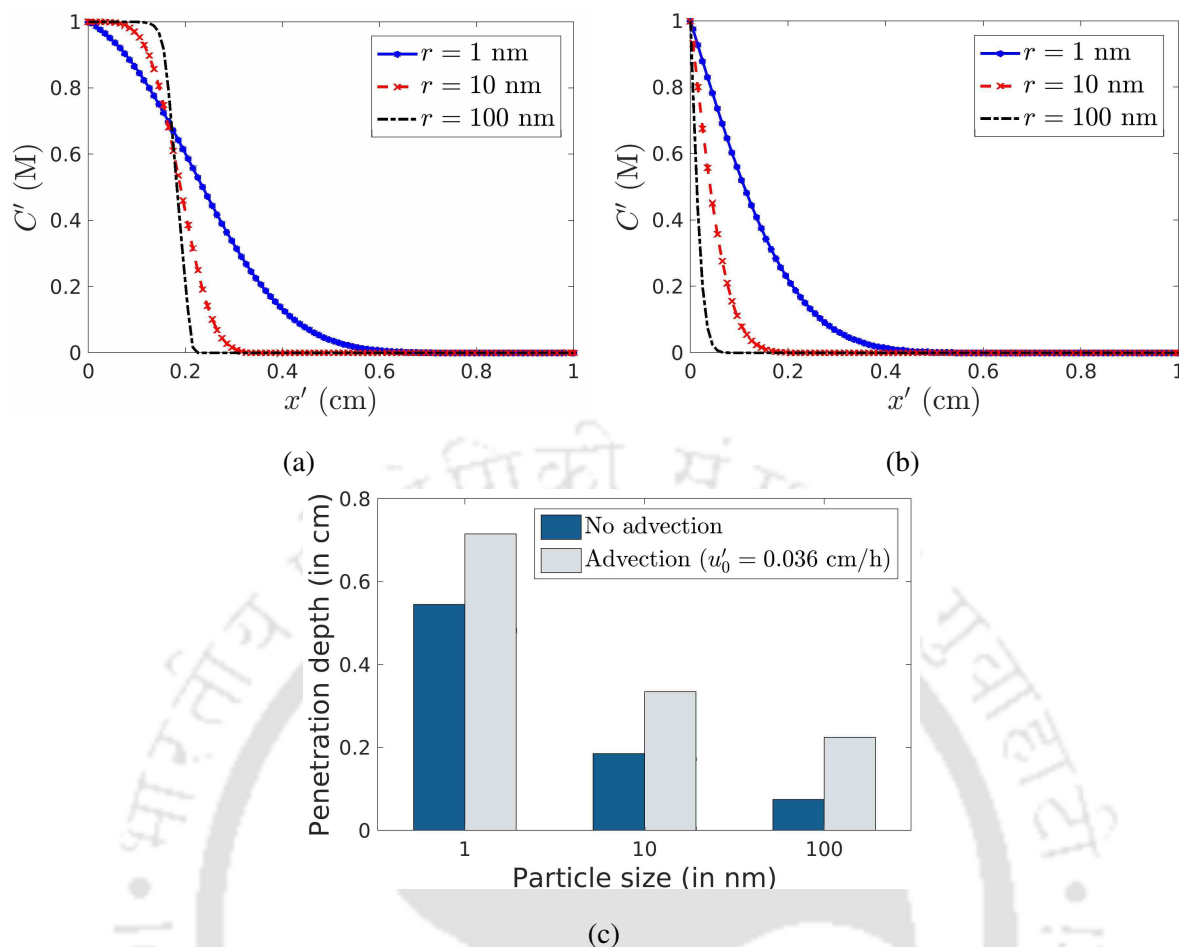 1
0.8
0.6
0.4
0.2
0
0 0.2 0.4 0.6 0.8 1
C′ (M)
x′ (cm)
r = 1 nm
r = 10 nm
r = 100 nm
(a)
1
0.8
0.6
0.4
0.2
0
0 0.2 0.4 0.6 0.8 1
C′ (M)
x′ (cm)
r = 1 nm
r = 10 nm
r = 100 nm
(b)
0.8
0.6
0.4
0.2
0
Penetration depth (in cm)
No advection
Advection (u′₀ = 0.036 cm/h)
1 10 100
Particle size (in nm)
(c)